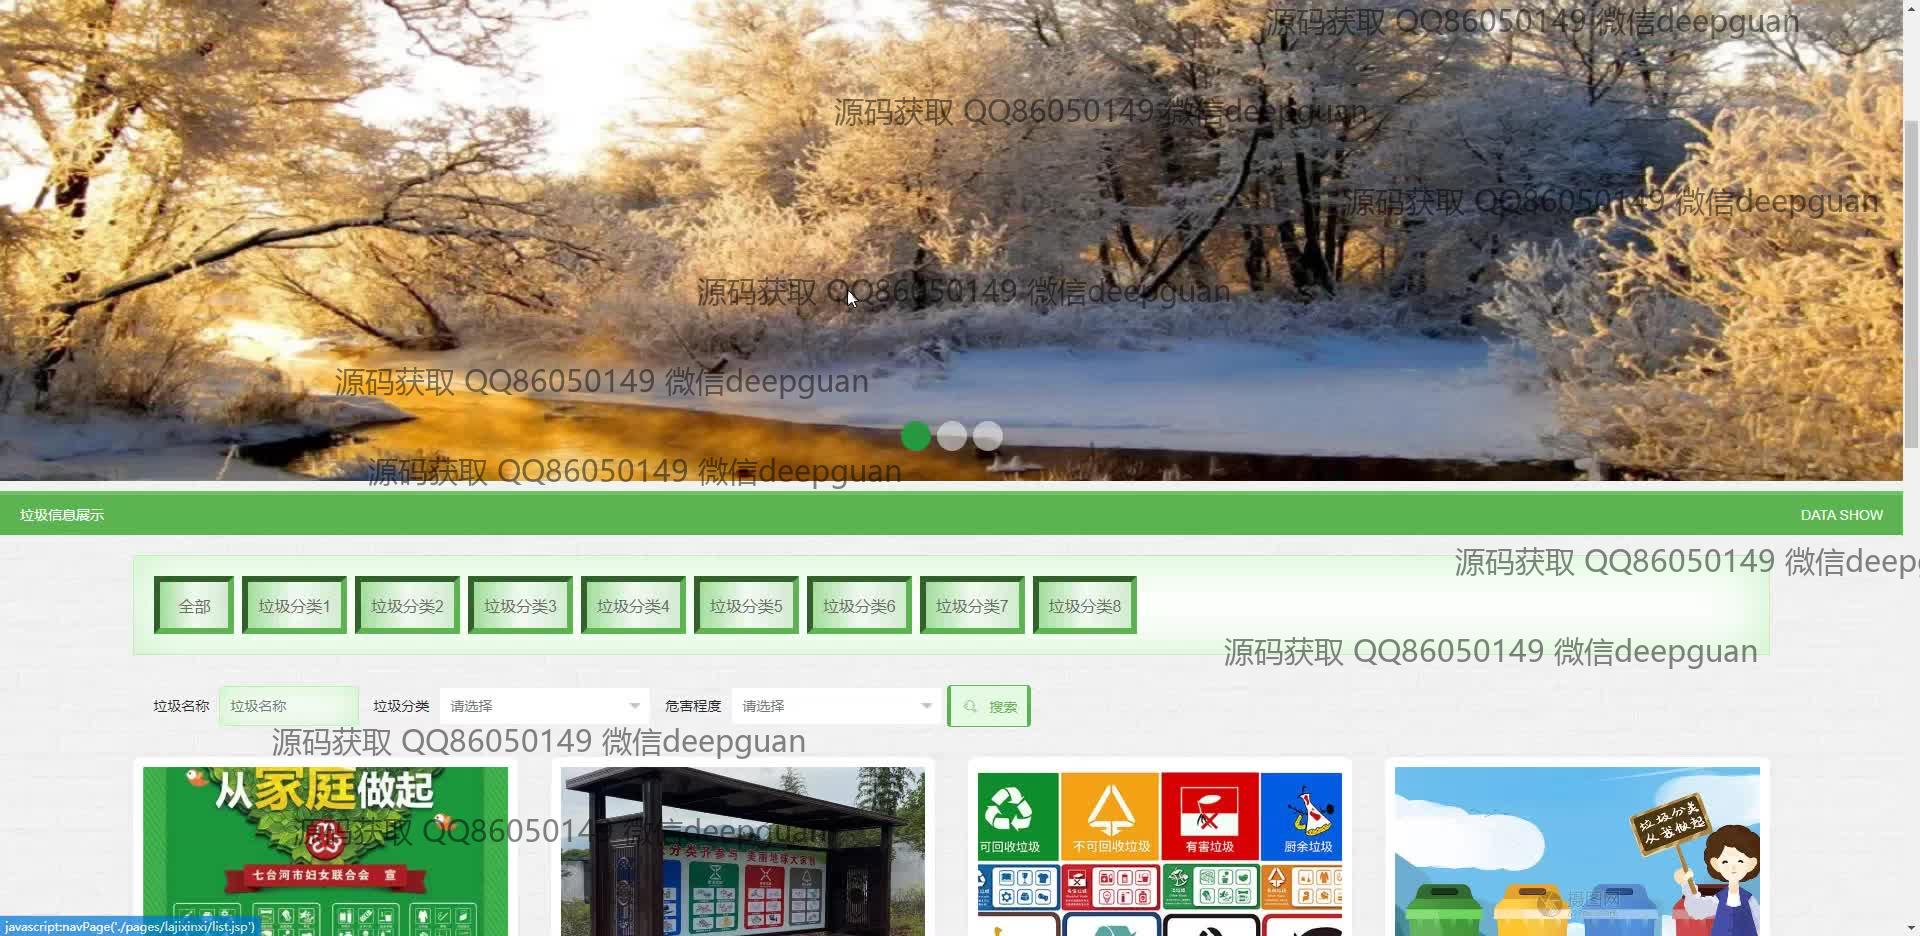 源码获取 QQ86050149 微信deepguan
源码获取 QQ86050149 微信deepguan
源码获取 QQ86050149 微信deepguan
源码获取 QQ86050149 微信deepguan
源码获取 QQ86050149 微信deepguan
源码获取 QQ86050149 微信deepguan
垃圾信息展示
DATA SHOW
源码获取 QQ86050149 微信deepg
全部 垃圾分类1 垃圾分类2 垃圾分类3 垃圾分类4 垃圾分类5 垃圾分类6 垃圾分类7 垃圾分类8
源码获取 QQ86050149 微信deepguan
垃圾名称 垃圾名称 垃圾分类 请选择 危害程度 请选择 搜索
源码获取 QQ86050149 微信deepguan
从家庭做起
七台河市妇女联合会 宣
源码获取 QQ86050149 微信deepguan
分类齐参与 美丽地球大家
可回收垃圾 不可回收垃圾 有害垃圾 厨余垃圾
垃圾分类
从我做起
摄图网
javascript:navPage('./pages/lajixinxi/list.jsp')